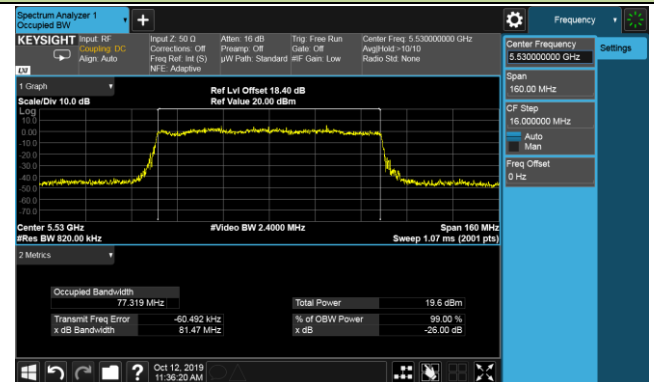 Spectrum Analyzer 1
Occupied BW
+
Frequency
KEYSIGHT
Input: RF
Coupling: DC
Align: Auto
Input Z: 50 Ω
Corrections: Off
Freq Ref: Int (S)
NFE: Adaptive
Atten: 16 dB
Preamp: Off
µW Path: Standard
Trig: Free Run
Gate: Off
#IF Gain: Low
Center Freq: 5.530000000 GHz
Avg|Hold:>10/10
Radio Std: None
LXI
Center Frequency
5.530000000 GHz
Settings
Span
160.00 MHz
CF Step
16.000000 MHz
Auto
Man
Freq Offset
0 Hz
1 Graph
Scale/Div 10.0 dB
Ref Lvl Offset 18.40 dB
Ref Value 20.00 dBm
Log
10.0
0.00
-10.0
-20.0
-30.0
-40.0
-50.0
-60.0
-70.0
Center 5.53 GHz
#Video BW 2.4000 MHz
Span 160 MHz
#Res BW 820.00 kHz
Sweep 1.07 ms (2001 pts)
2 Metrics
Occupied Bandwidth
77.319 MHz
Total Power 19.6 dBm
Transmit Freq Error -60.492 kHz
% of OBW Power 99.00 %
x dB Bandwidth 81.47 MHz
x dB -26.00 dB
?
Oct 12, 2019
11:36:20 AM